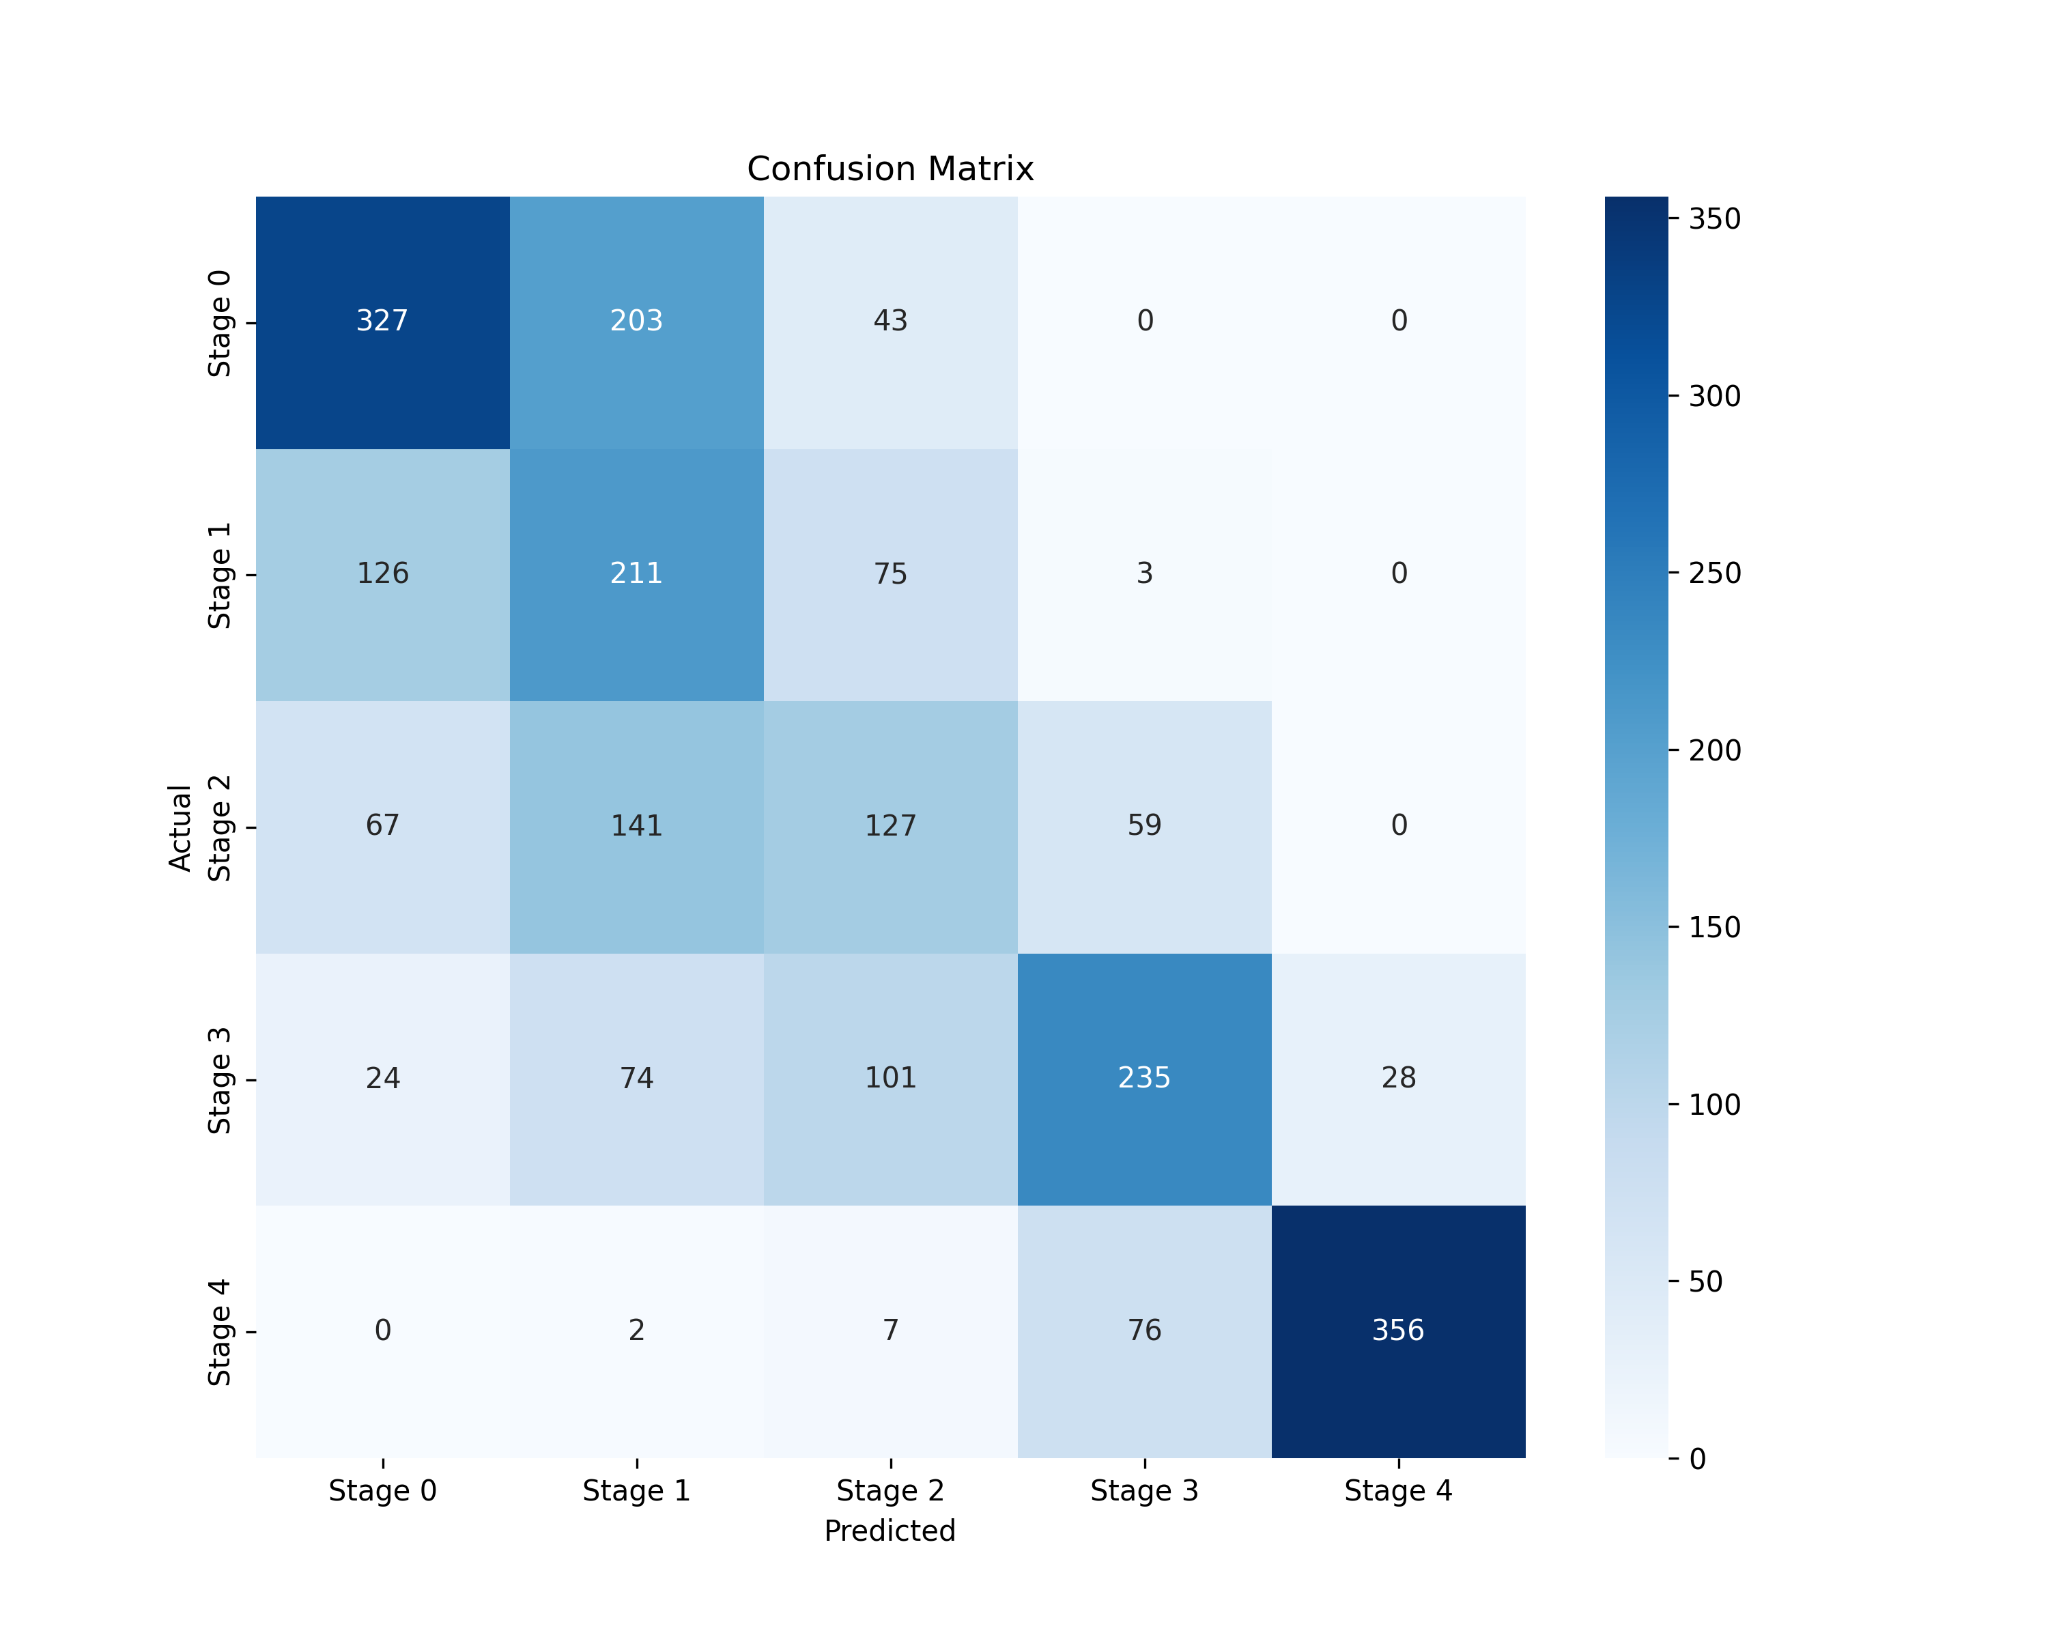 Confusion Matrix
Actual
Stage 0
327 203 43 0 0
Stage 1
126 211 75 3 0
Stage 2
67 141 127 59 0
Stage 3
24 74 101 235 28
Stage 4
0 2 7 76 356
Stage 0 Stage 1 Stage 2 Stage 3 Stage 4
Predicted
350
300
250
200
150
100
50
0